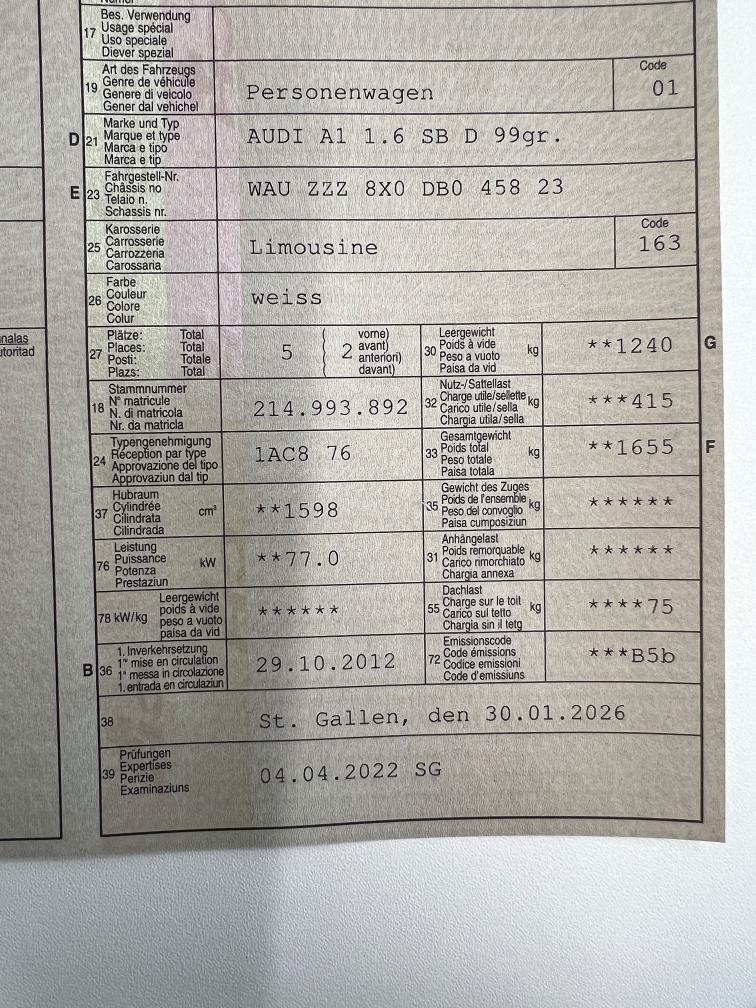 17 Bes. Verwendung
Usage spécial
Uso speciale
Diever spezial
19 Art des Fahrzeugs
Genre de véhicule
Genere di veicolo
Gener dal vehichel
Personenwagen
Code
01
D 21 Marke und Typ
Marque et type
Marca e tipo
Marca e tip
AUDI A1 1.6 SB D 99gr.
E 23 Fahrgestell-Nr.
Châssis no
Telaio n.
Schassis nr.
WAU ZZZ 8X0 DB0 458 23
25 Karosserie
Carrosserie
Carrozzeria
Carossaria
Limousine
Code
163
26 Farbe
Couleur
Colore
Colur
weiss
27 Plätze: Total
Places: Total
Posti: Totale
Plazs: Total
5 ( 2 vorne)
avant)
anteriori)
davant)
30 Leergewicht
Poids à vide
Peso a vuoto
Paisa da vid
kg
**1240 G
18 Stammnummer
N° matricule
N. di matricola
Nr. da matricla
214.993.892
32 Nutz-/Sattellast
Charge utile/sellette
Carico utile/sella
Chargia utila/sella
kg
***415
24 Typengenehmigung
Réception par type
Approvazione del tipo
Approvaziun dal tip
1AC8 76
33 Gesamtgewicht
Poids total
Peso totale
Paisa totala
kg
**1655 F
37 Hubraum
Cylindrée
Cilindrata
Cilindrada
cm³
**1598
35 Gewicht des Zuges
Poids de l'ensemble
Peso del convoglio
Paisa cumposiziun
kg
******
76 Leistung
Puissance
Potenza
Prestaziun
kW
**77.0
31 Anhängelast
Poids remorquable
Carico rimorchiato
Chargia annexa
kg
******
78 kW/kg Leergewicht
poids à vide
peso a vuoto
paisa da vid
******
55 Dachlast
Charge sur le toit
Carico sul tetto
Chargia sin il tetg
kg
****75
B 36 1. Inverkehrsetzung
1re mise en circulation
1a messa in circolazione
1. entrada en circulaziun
29.10.2012
72 Emissionscode
Code émissions
Codice emissioni
Code d'emissiuns
***B5b
38 St. Gallen, den 30.01.2026
39 Prüfungen
Expertises
Perizie
Examinaziuns
04.04.2022 SG